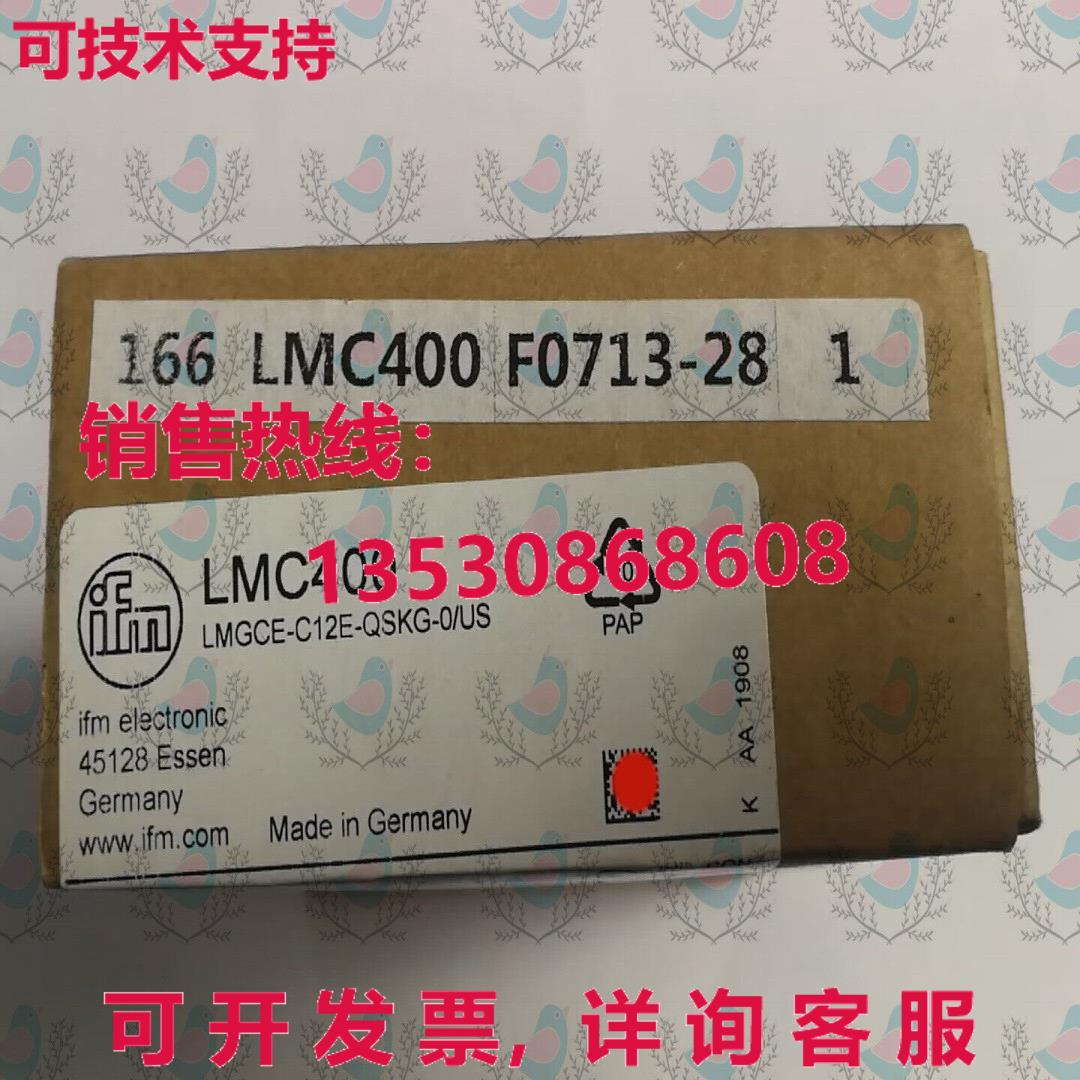 可技术支持
166 LMC400 F0713-28 1
销售热线：
13530868608
ifm
LMC400
LMGCE-C12E-QSKG-0/US
PAP
ifm electronic
45128 Essen
Germany
www.ifm.com
Made in Germany
K AA 1908
可开发票, 详询客服